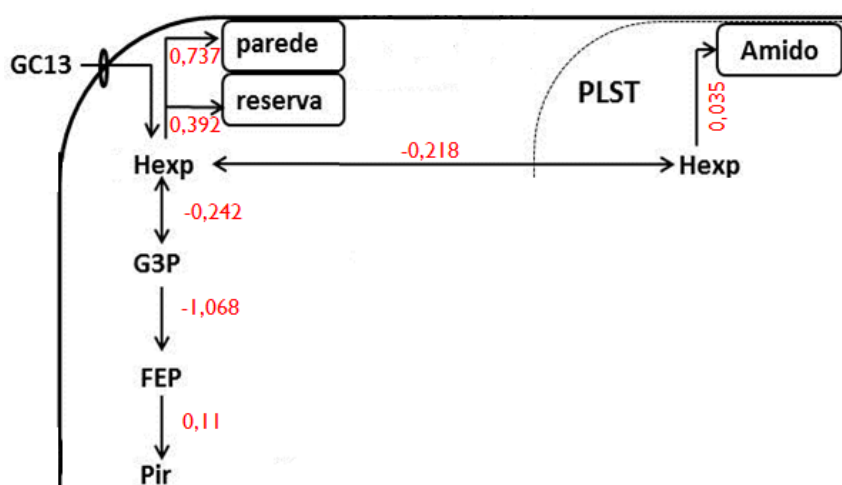 GC13
0,737
parede
0,392
reserva
PLST
Amido
0,035
Hexp
-0,218
Hexp
-0,242
G3P
-1,068
FEP
0,11
Pir